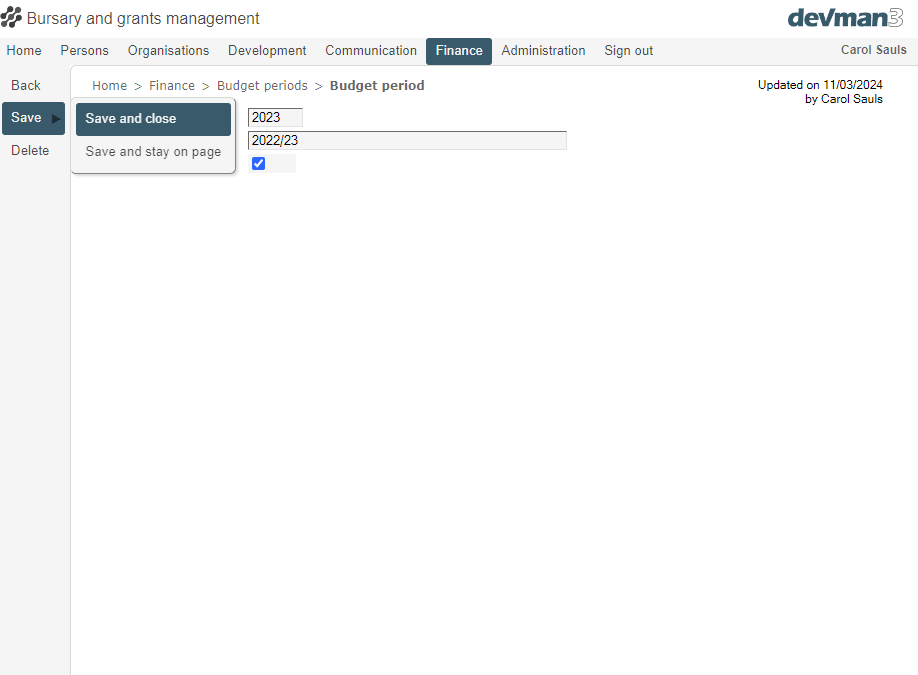 Bursary and grants management
devman3
Home Persons Organisations Development Communication Finance Administration Sign out Carol Sauls
Back
Home > Finance > Budget periods > Budget period
Updated on 11/03/2024
by Carol Sauls
Save
Save and close
2023
2022/23
Delete
Save and stay on page